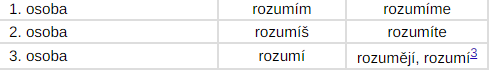 1. osoba rozumím rozumíme
2. osoba rozumíš rozumíte
3. osoba rozumí rozumějí, rozumí3